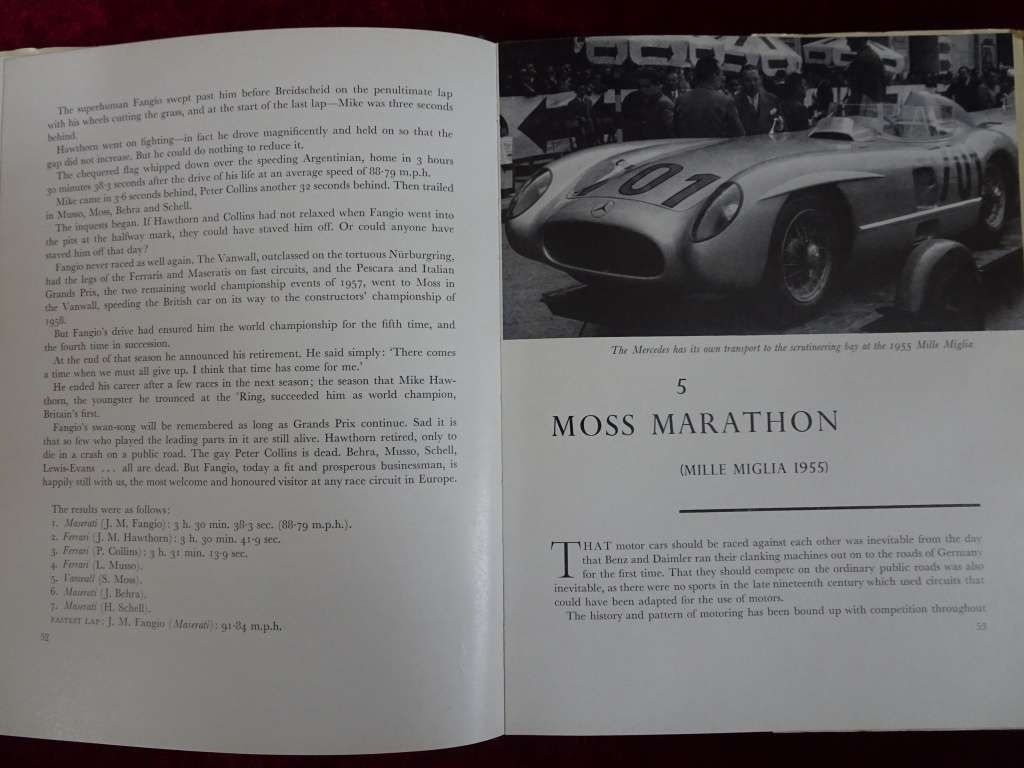 The superhuman Fangio swept past him before Breidscheid on the penultimate lap
with his wheels cutting the grass, and at the start of the last lap—Mike was three seconds
behind.
Hawthorn went on fighting—in fact he drove magnificently and held on so that the
gap did not increase. But he could do nothing to reduce it.
The chequered flag whipped down over the speeding Argentinian, home in 3 hours
30 minutes 38·3 seconds after the drive of his life at an average speed of 88·79 m.p.h.
Mike came in 3·6 seconds behind, Peter Collins another 32 seconds behind. Then trailed
in Musso, Moss, Behra and Schell.
The inquests began. If Hawthorn and Collins had not relaxed when Fangio went into
the pits at the halfway mark, they could have staved him off. Or could anyone have
staved him off that day?
Fangio never raced as well again. The Vanwall, outclassed on the tortuous Nürburgring,
had the legs of the Ferraris and Maseratis on fast circuits, and the Pescara and Italian
Grands Prix, the two remaining world championship events of 1957, went to Moss in
the Vanwall, speeding the British car on its way to the constructors' championship of
1958.
But Fangio's drive had ensured him the world championship for the fifth time, and
the fourth time in succession.
At the end of that season he announced his retirement. He said simply: 'There comes
a time when we must all give up. I think that time has come for me.'
He ended his career after a few races in the next season; the season that Mike Haw-
thorn, the youngster he trounced at the 'Ring, succeeded him as world champion,
Britain's first.
Fangio's swan-song will be remembered as long as Grands Prix continue. Sad it is
that so few who played the leading parts in it are still alive. Hawthorn retired, only to
die in a crash on a public road. The gay Peter Collins is dead. Behra, Musso, Schell,
Lewis-Evans ... all are dead. But Fangio, today a fit and prosperous businessman, is
happily still with us, the most welcome and honoured visitor at any race circuit in Europe.
The results were as follows:
1. Maserati (J. M. Fangio): 3 h. 30 min. 38·3 sec. (88·79 m.p.h.).
2. Ferrari (J. M. Hawthorn): 3 h. 30 min. 41·9 sec.
3. Ferrari (P. Collins): 3 h. 31 min. 13·9 sec.
4. Ferrari (L. Musso).
5. Vanwall (S. Moss).
6. Maserati (J. Behra).
7. Maserati (H. Schell).
FASTEST LAP: J. M. Fangio (Maserati): 91·84 m.p.h.
52
701
701
The Mercedes has its own transport to the scrutineering bay at the 1955 Mille Miglia
5
MOSS MARATHON
(MILLE MIGLIA 1955)
THAT motor cars should be raced against each other was inevitable from the day
that Benz and Daimler ran their clanking machines out on to the roads of Germany
for the first time. That they should compete on the ordinary public roads was also
inevitable, as there were no sports in the late nineteenth century which used circuits that
could have been adapted for the use of motors.
The history and pattern of motoring has been bound up with competition throughout
53